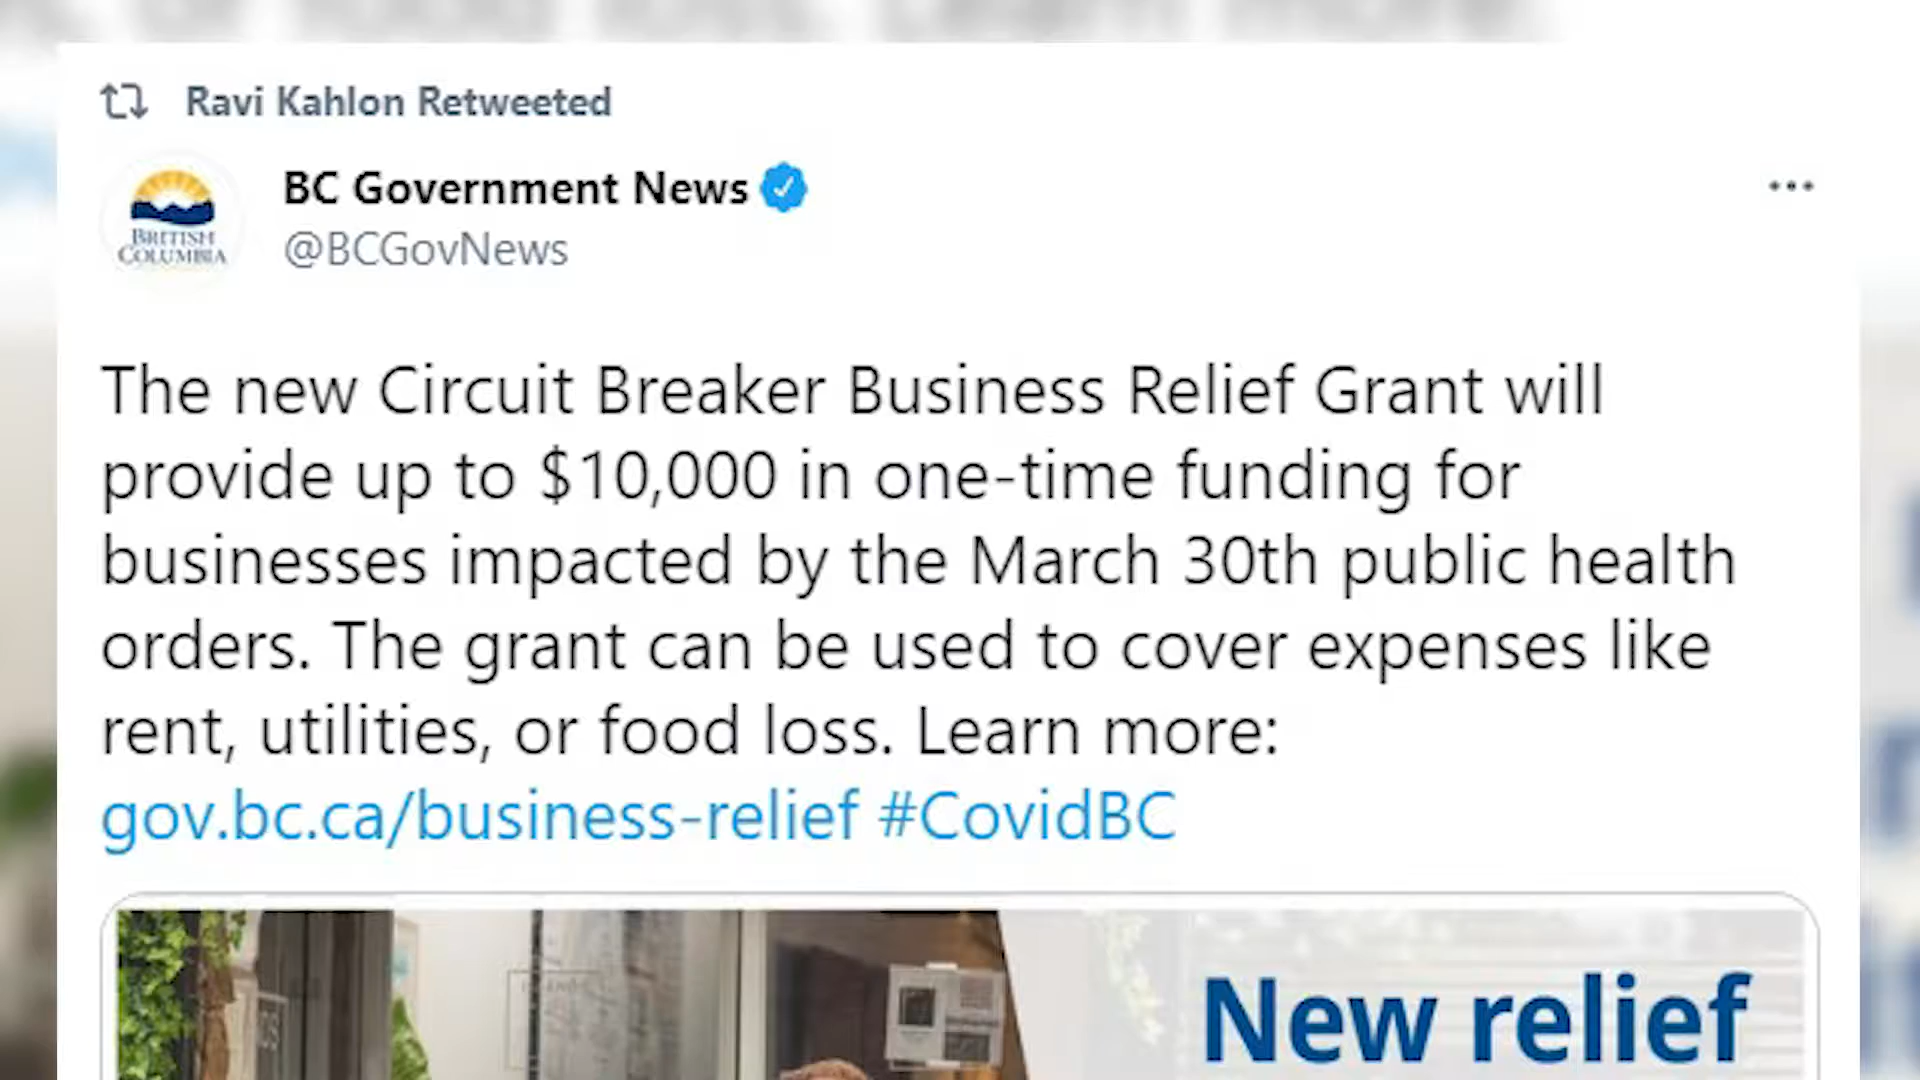 Ravi Kahlon Retweeted
BC Government News
@BCGovNews
BRITISH
COLUMBIA
The new Circuit Breaker Business Relief Grant will
provide up to $10,000 in one-time funding for
businesses impacted by the March 30th public health
orders. The grant can be used to cover expenses like
rent, utilities, or food loss. Learn more:
gov.bc.ca/business-relief #CovidBC
New relief